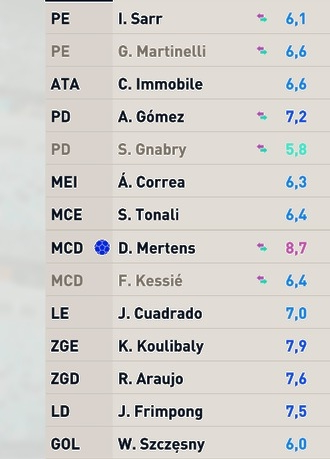 PE I. Sarr 6,1
PE G. Martinelli 6,6
ATA C. Immobile 6,6
PD A. Gómez 7,2
PD S. Gnabry 5,8
MEI Á. Correa 6,3
MCE S. Tonali 6,4
MCD D. Mertens 8,7
MCD F. Kessié 6,4
LE J. Cuadrado 7,0
ZGE K. Koulibaly 7,9
ZGD R. Araujo 7,6
LD J. Frimpong 7,5
GOL W. Szczęsny 6,0